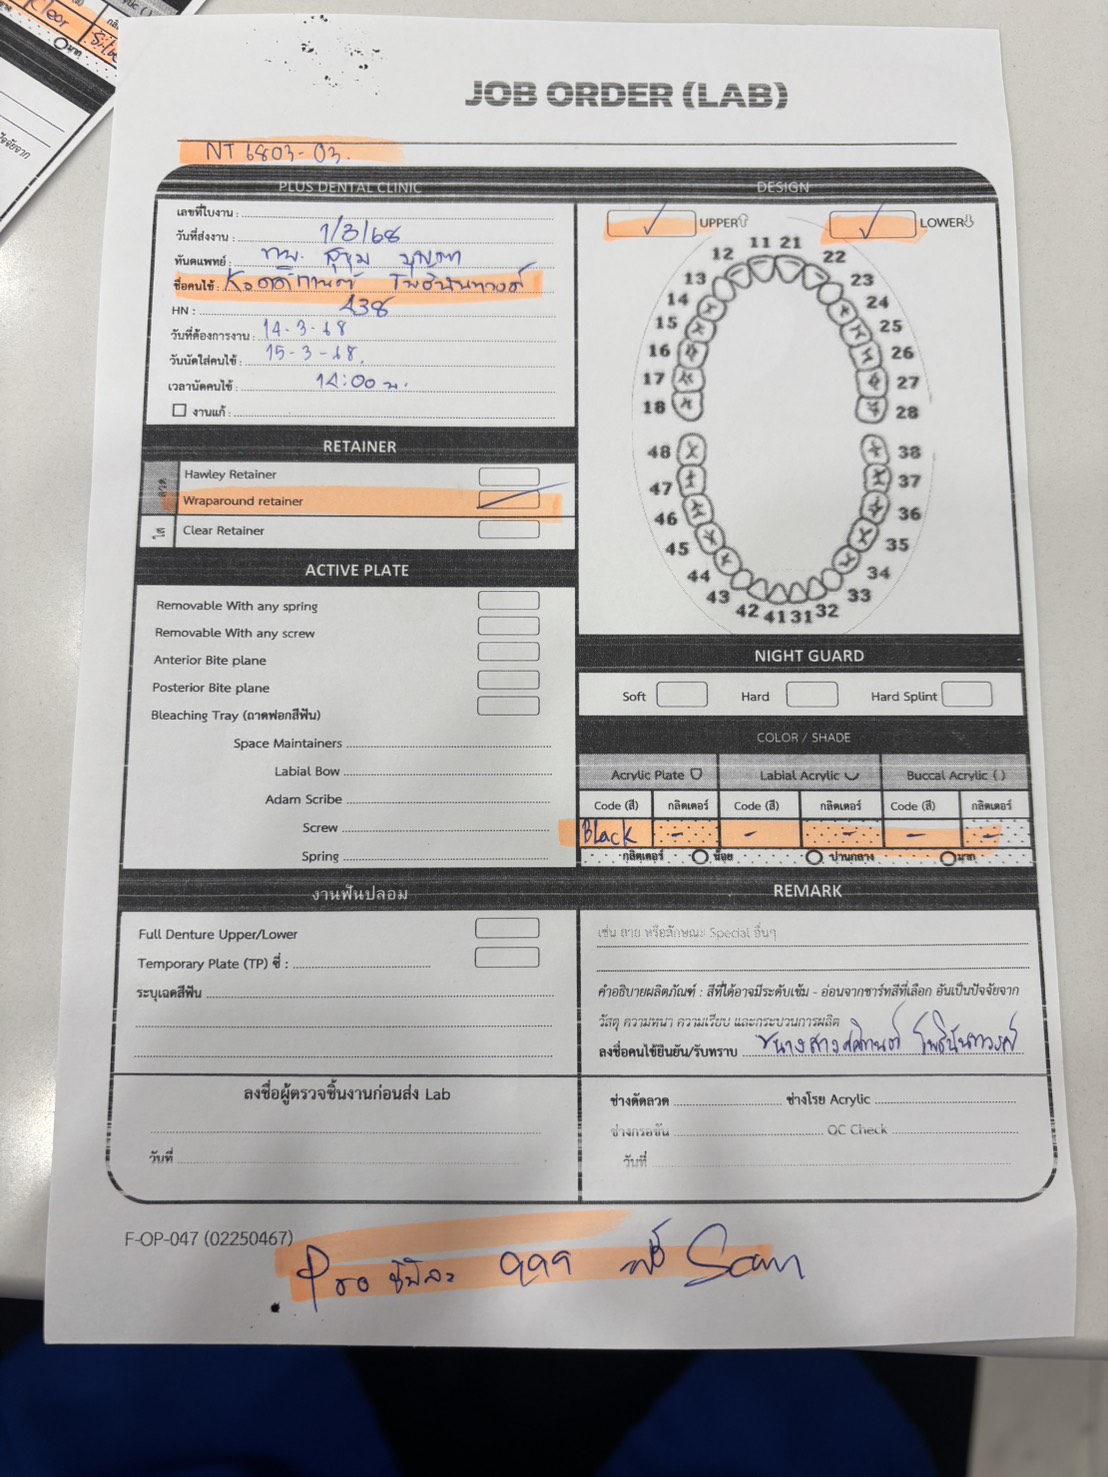 JOB ORDER (LAB)
NT 6803-03.
PLUS DENTAL CLINIC
เลขที่ใบงาน :
วันที่ส่งงาน : 1/3/68
ทันตแพทย์ : ทพ.
ชื่อคนไข้ :
HN : 438
วันที่ต้องการงาน : 14-3-68
วันนัดใส่คนไข้ : 15-3-68.
เวลานัดคนไข้ : 14:00 น.
งานแก้ :
DESIGN
UPPER LOWER
11 21
12 22
13 23
14 24
15 25
16 26
17 27
18 28
48 38
47 37
46 36
45 35
44 34
43 33
42 41 31 32
RETAINER
ลวด
Hawley Retainer
Wraparound retainer
ใส
Clear Retainer
ACTIVE PLATE
Removable With any spring
Removable With any screw
Anterior Bite plane
Posterior Bite plane
Bleaching Tray (ถาดฟอกสีฟัน)
Space Maintainers
Labial Bow
Adam Scribe
Screw
Spring
NIGHT GUARD
Soft Hard Hard Splint
COLOR / SHADE
Acrylic Plate Labial Acrylic Buccal Acrylic ( )
Code (สี) กลิตเตอร์ Code (สี) กลิตเตอร์ Code (สี) กลิตเตอร์
Black - - - - -
กลิตเตอร์ น้อย ปานกลาง มาก
งานฟันปลอม
Full Denture Upper/Lower
Temporary Plate (TP) ซี่ :
ระบุเฉดสีฟัน
REMARK
เช่น ลาย หรือลักษณะ Special อื่นๆ
คำอธิบายผลิตภัณฑ์ : สีที่ได้อาจมีระดับเข้ม - อ่อนจากชาร์ทสีที่เลือก อันเป็นปัจจัยจาก
วัสดุ ความหนา ความเรียบ และกระบวนการผลิต
ลงชื่อคนไข้ยืนยัน/รับทราบ
ลงชื่อผู้ตรวจชิ้นงานก่อนส่ง Lab
วันที่
ช่างดัดลวด ช่างโรย Acrylic
ช่างกรอขัน QC Check
วันที่
F-OP-047 (02250467)
Pro ชิ้นละ 999 ฟรี Scan